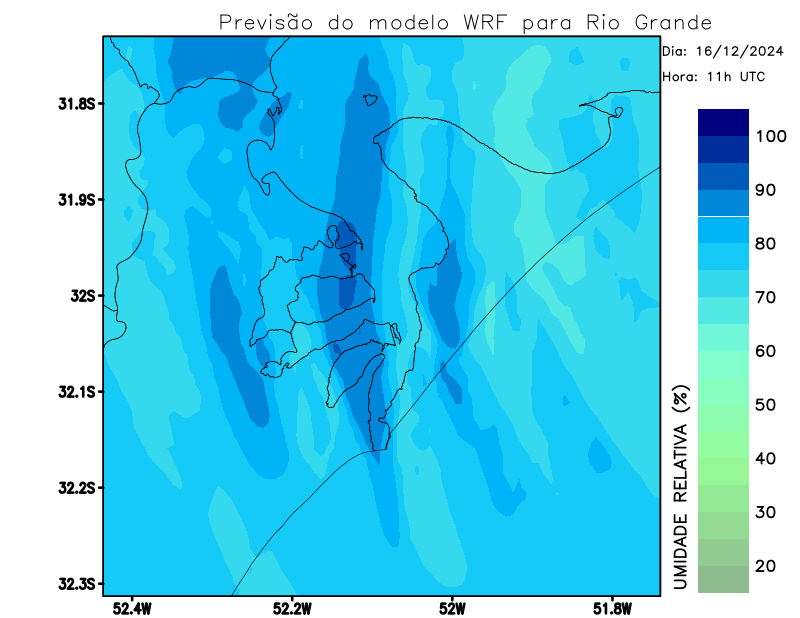 Previsão do modelo WRF para Rio Grande
Dia: 16/12/2024
Hora: 11h UTC
31.8S
31.9S
32S
32.1S
32.2S
32.3S
52.4W
52.2W
52W
51.8W
100
90
80
70
60
50
40
30
20
UMIDADE RELATIVA (%)